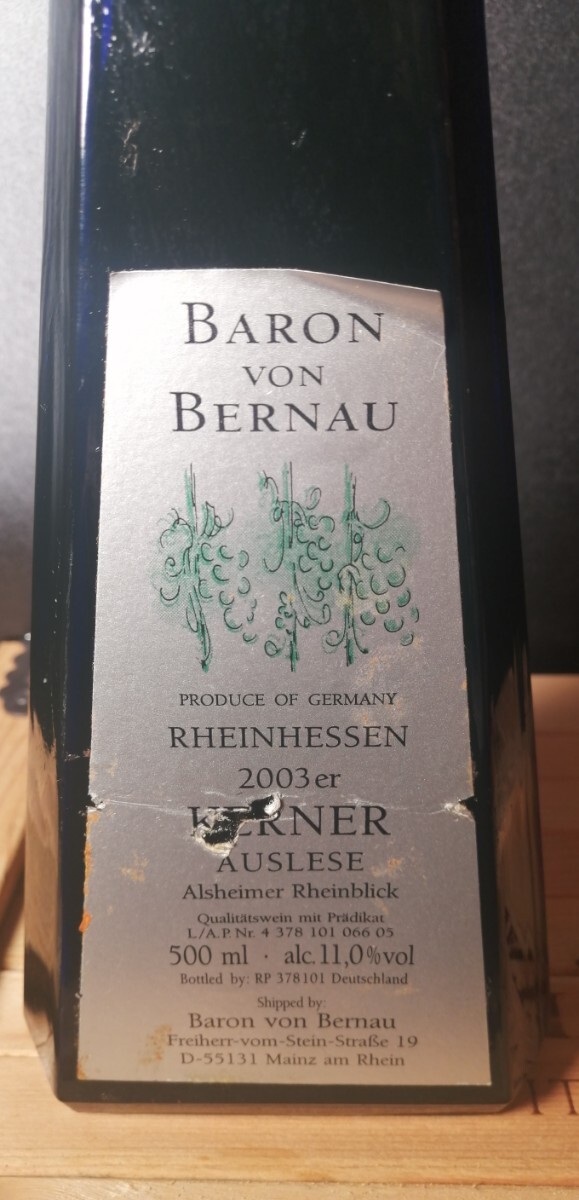 BARON
VON
BERNAU
PRODUCE OF GERMANY
RHEINHESSEN
2003er
KERNER
AUSLESE
Alsheimer Rheinblick
Qualitätswein mit Prädikat
L/A.P. Nr. 4 378 101 066 05
500 ml · alc. 11,0 % vol
Bottled by: RP 378101 Deutschland
Shipped by:
Baron von Bernau
Freiherr-vom-Stein-Straße 19
D-55131 Mainz am Rhein